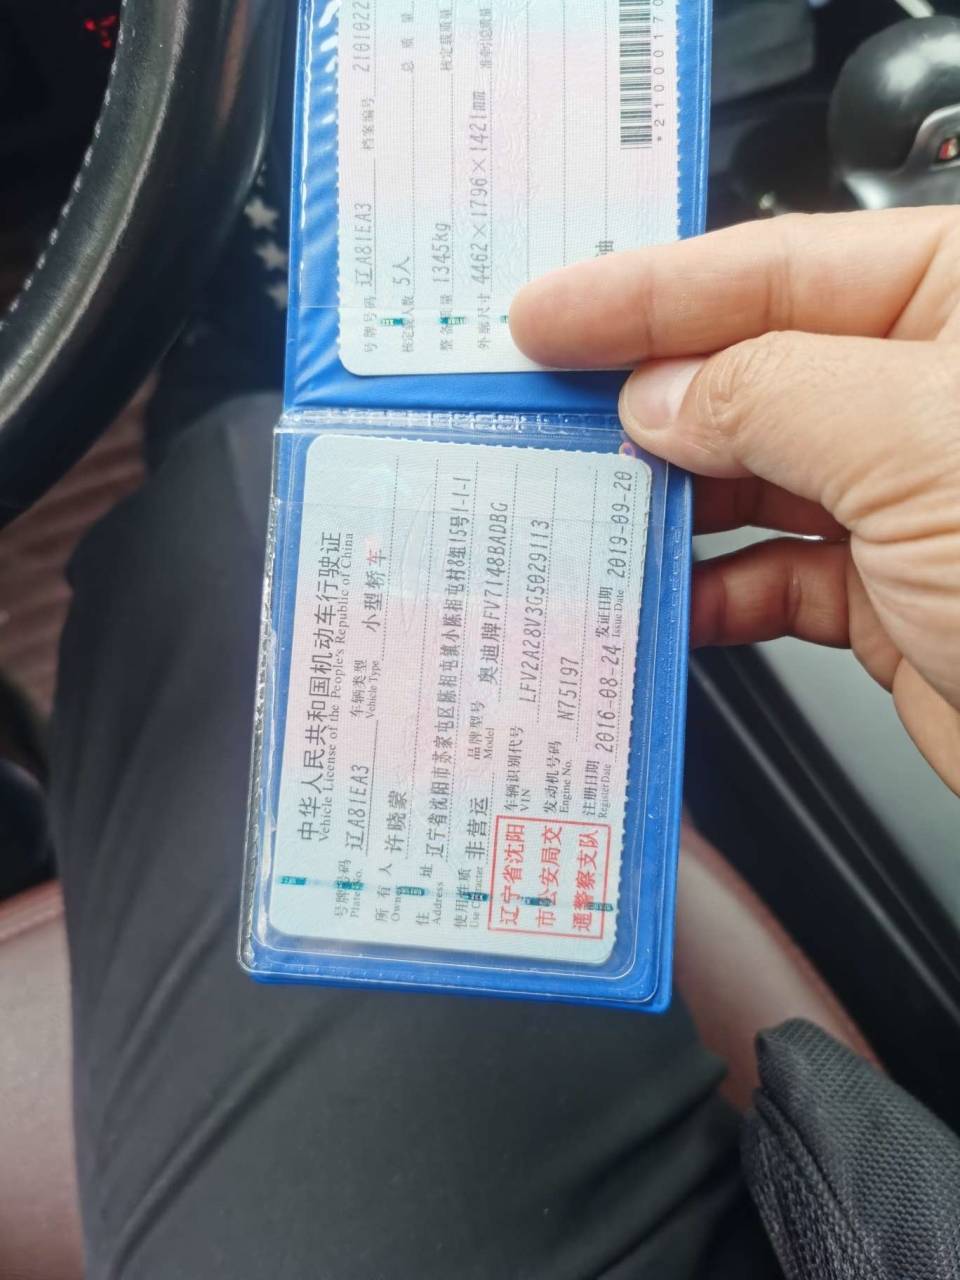 中华人民共和国机动车行驶证
Vehicle License of the People's Republic of China
号牌号码 辽A81EA3 车辆类型 小型轿车
Plate No. Vehicle Type
所有人 许晓蒙
Owner
住址 辽宁省沈阳市苏家屯区陈相屯镇小陈相屯村8组15号1-1-1
Address
使用性质 非营运 品牌型号 奥迪牌FV7148BADBG
Use Character Model
辽宁省沈阳
市公安局交
通警察支队
车辆识别代号 LFV2A28V3G5029113
VIN
发动机号码 N75197
Engine No.
注册日期 2016-08-24 发证日期 2019-09-20
Register Date Issue Date
号牌号码 辽A81EA3 档案编号 21010022
核定载人数 5人 总质量
整备质量 1345kg 核定载质量
外廓尺寸 4462×1796×1421mm 准牵引总质量
油
*210000170